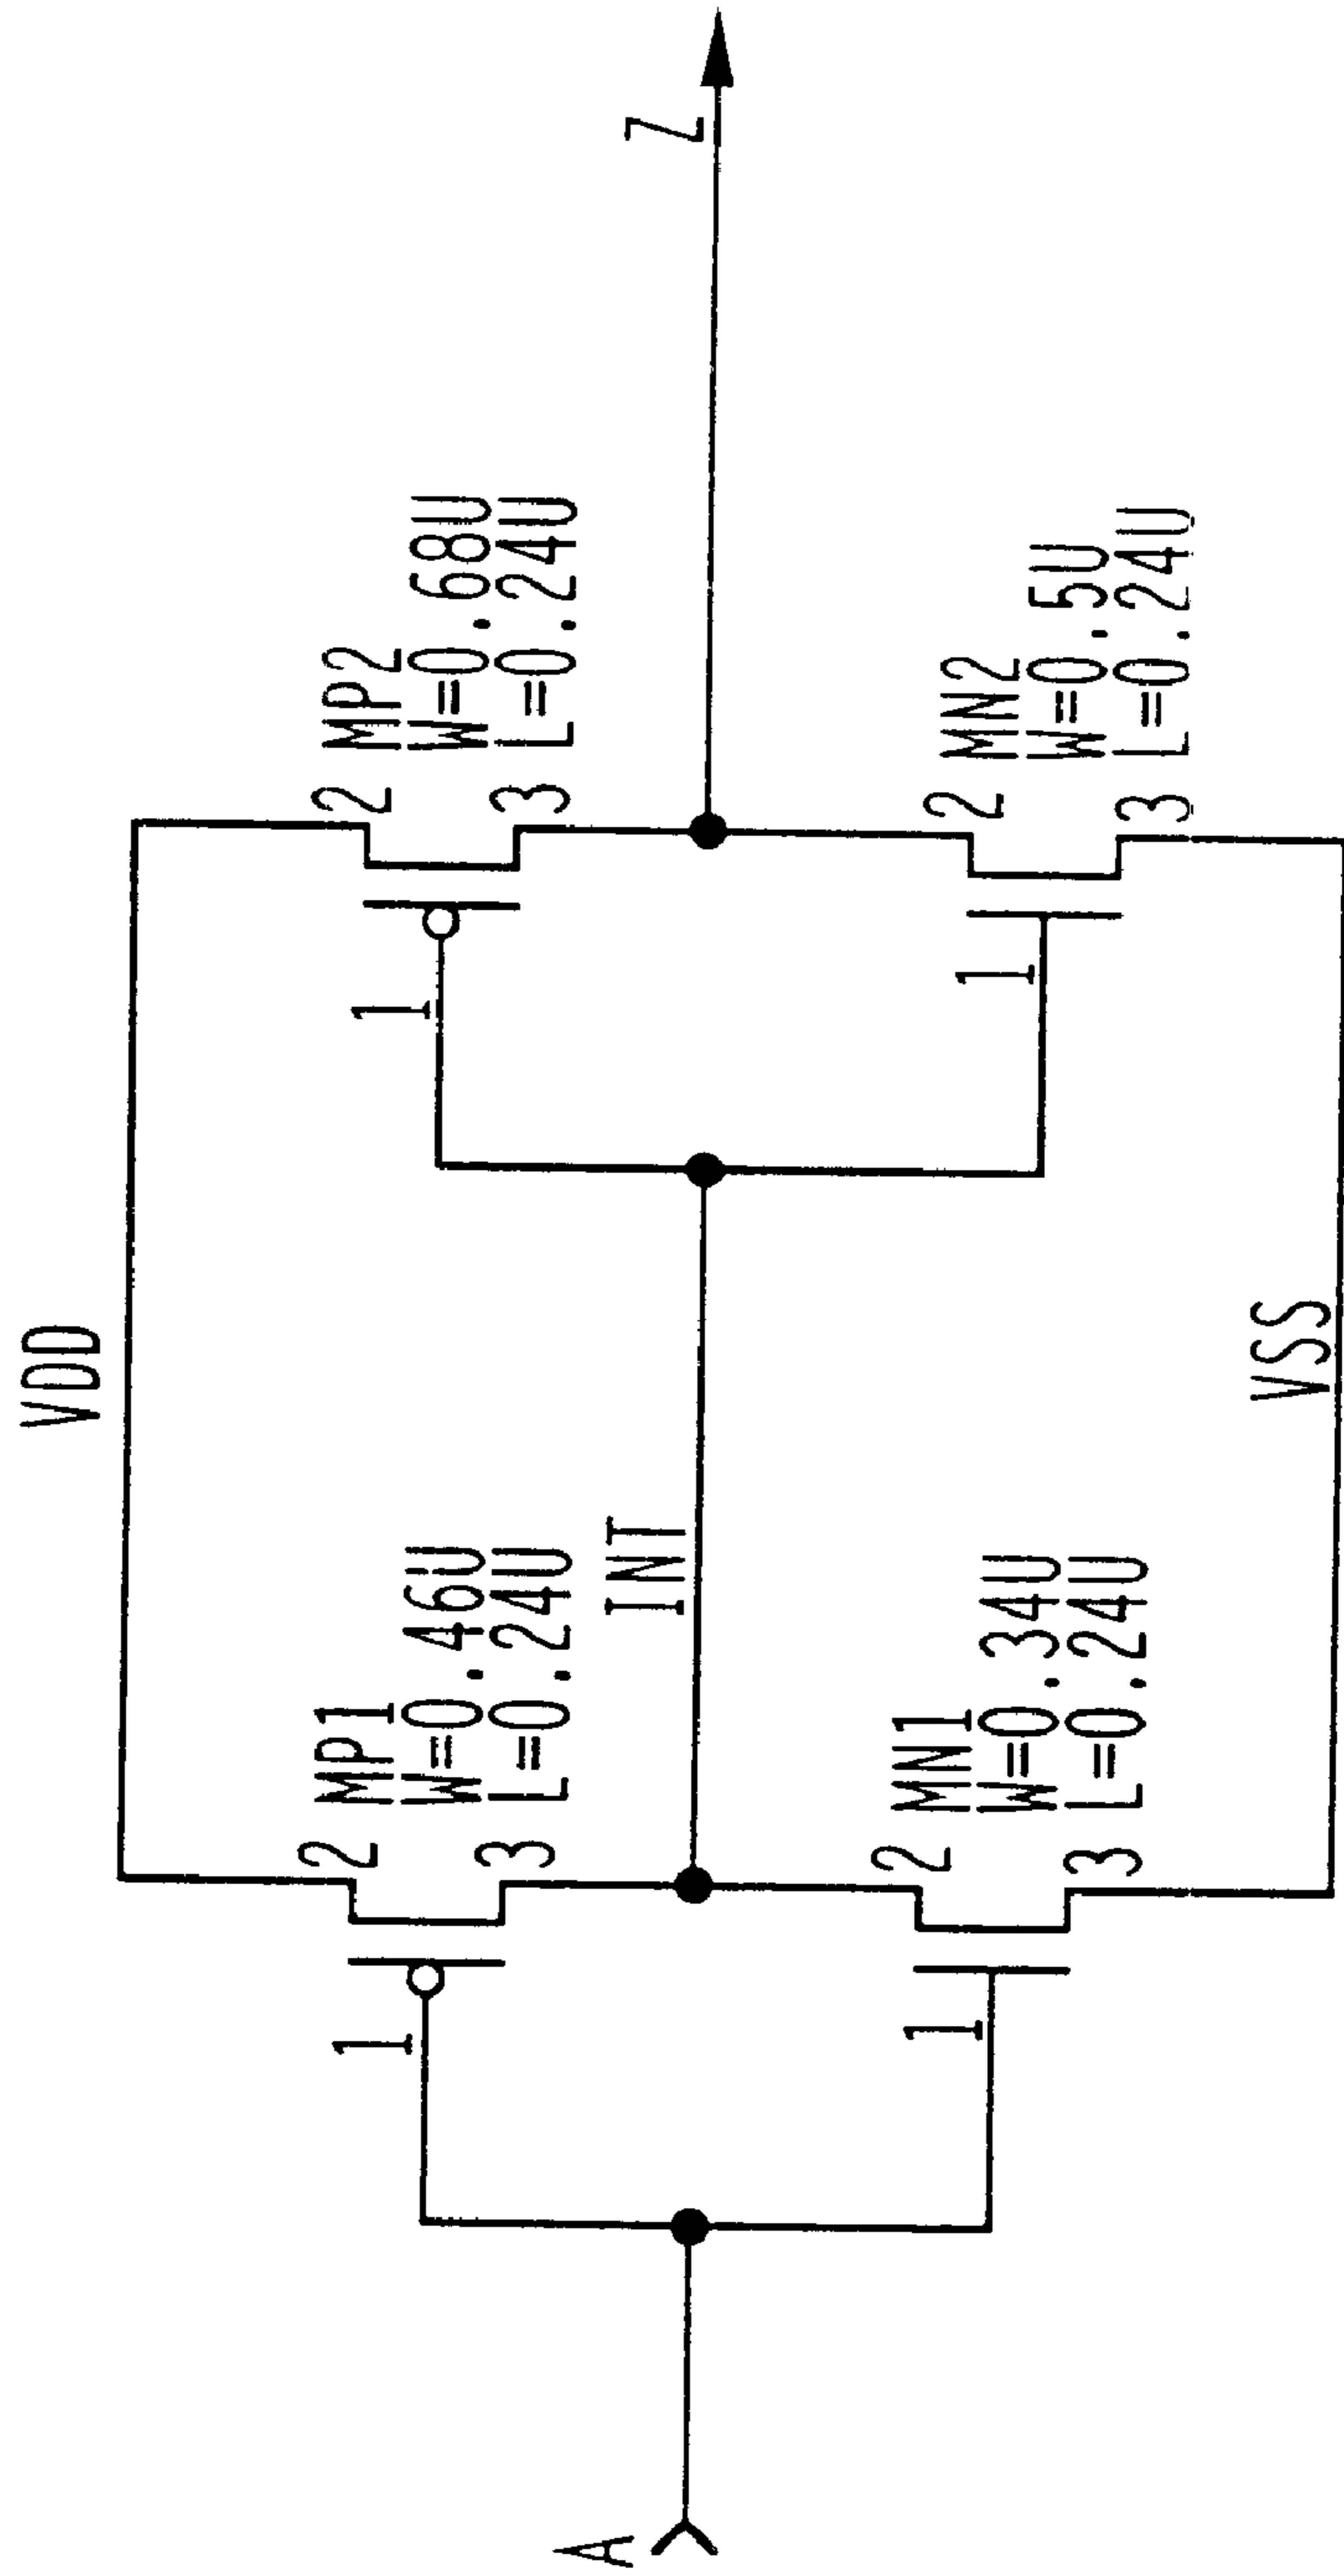 VDD
MP1
W=0.46U
L=0.24U
2
3
1
MP2
W=0.68U
L=0.24U
2
3
1
A
INT
Z
MN1
W=0.34U
L=0.24U
2
3
1
MN2
W=0.5U
L=0.24U
2
3
1
VSS